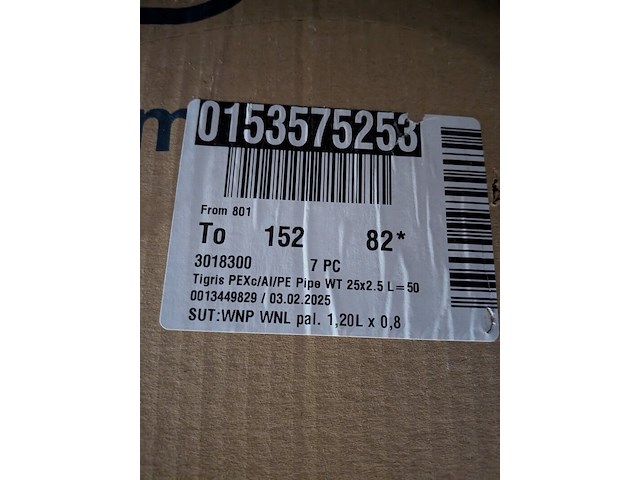 m
0153575253
From 801
To 152 82*
3018300 7 PC
Tigris PEXc/Al/PE Pipe WT 25x2.5 L=50
0013449829 / 03.02.2025
SUT:WNP WNL pal. 1,20L x 0,8